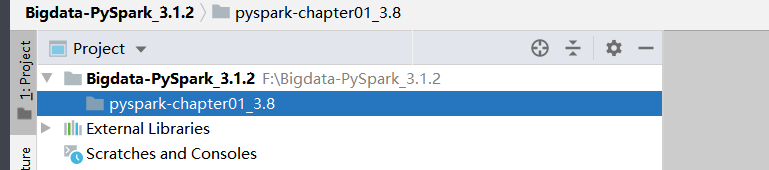 Bigdata-PySpark_3.1.2 pyspark-chapter01_3.8
Project
1: Project
Bigdata-PySpark_3.1.2 F:\Bigdata-PySpark_3.1.2
pyspark-chapter01_3.8
External Libraries
Scratches and Consoles